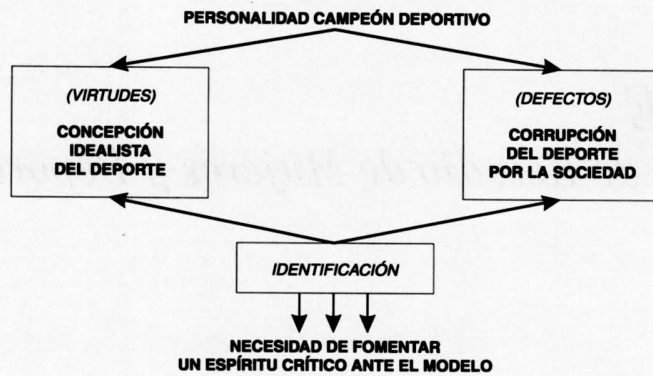 PERSONALIDAD CAMPEÓN DEPORTIVO
(VIRTUDES)
CONCEPCIÓN
IDEALISTA
DEL DEPORTE
(DEFECTOS)
CORRUPCIÓN
DEL DEPORTE
POR LA SOCIEDAD
IDENTIFICACIÓN
NECESIDAD DE FOMENTAR
UN ESPÍRITU CRÍTICO ANTE EL MODELO